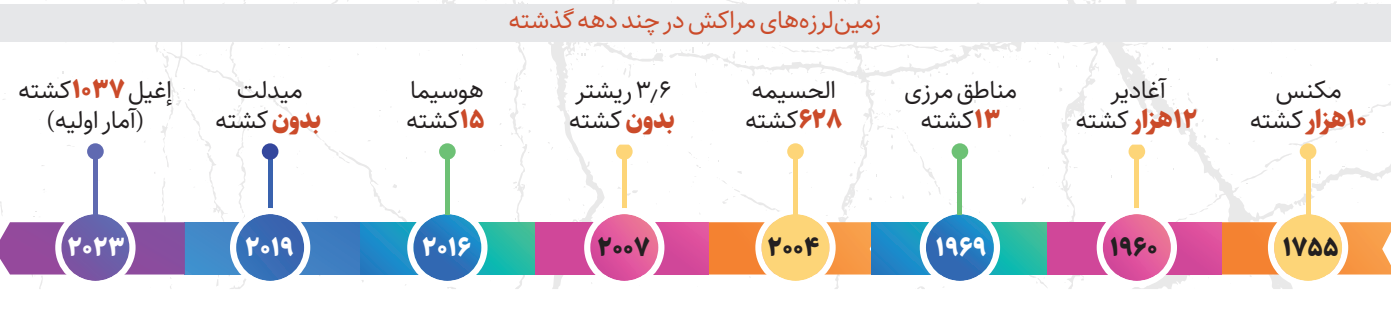 زمین‌لرزه‌های مراکش در چند دهه گذشته
مکنس
۱۰هزار کشته
۱۷۵۵
آغادیر
۱۲هزار کشته
۱۹۶۰
مناطق مرزی
۱۳کشته
۱۹۶۹
الحسیمه
۶۲۸کشته
۲۰۰۴
۳٫۶ ریشتر
بدون کشته
۲۰۰۷
هوسیما
۱۵کشته
۲۰۱۶
میدلت
بدون کشته
۲۰۱۹
إغیل ۱۰۳۷کشته
(آمار اولیه)
۲۰۲۳